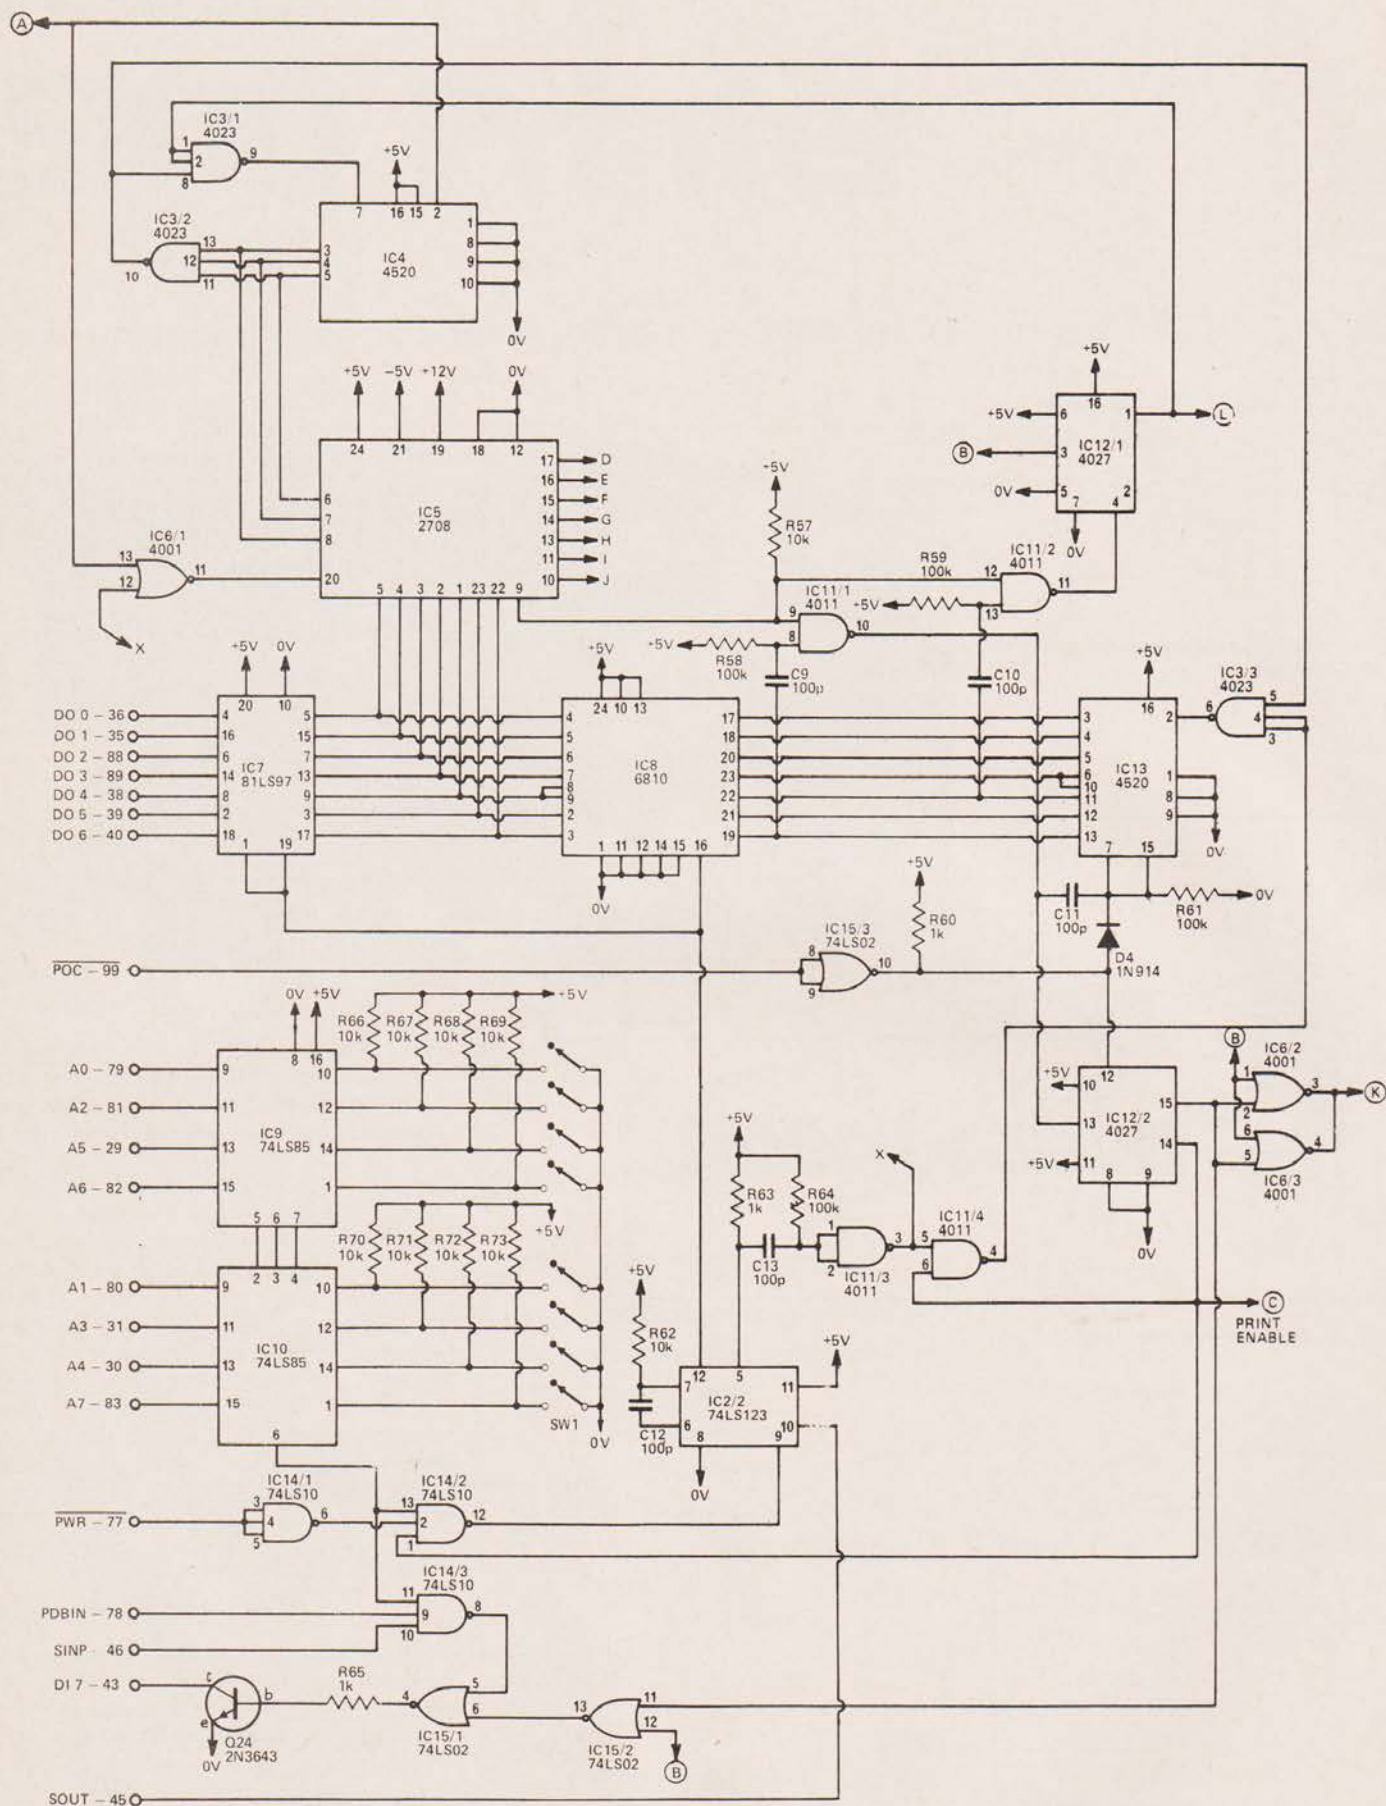 A
IC3/1
4023
1
2
8
9
+5V
7
16
15
2
IC3/2
4023
13
12
11
10
3
4
5
IC4
4520
1
8
9
10
0V
+5V
-5V
+12V
0V
24
21
19
18
12
IC5
2708
6
7
8
20
17
16
15
14
13
11
10
D
E
F
G
H
I
J
5
4
3
2
1
23
22
9
IC6/1
4001
13
12
11
X
+5V
6
16
1
L
B
3
IC12/1
4027
0V
5
7
4
2
0V
+5V
R57
10k
R59
100k
IC11/2
4011
12
13
11
+5V
IC11/1
4011
9
8
10
+5V
R58
100k
C9
100p
C10
100p
+5V
0V
20
10
DO 0 – 36
DO 1 – 35
DO 2 – 88
DO 3 – 89
DO 4 – 38
DO 5 – 39
DO 6 – 40
4
16
6
14
8
2
18
IC7
81LS97
5
15
7
13
9
3
17
1
19
+5V
24
10
13
4
5
6
7
8
9
2
3
IC8
6810
17
18
20
23
22
21
19
1
11
12
14
15
16
0V
+5V
16
3
4
5
6
10
11
12
13
IC13
4520
2
1
8
9
7
15
0V
IC3/3
4023
6
5
4
3
C11
100p
R61
100k
0V
D4
1N914
+5V
R60
1k
IC15/3
74LS02
8
9
10
POC – 99
0V
+5V
8
16
R66
10k
R67
10k
R68
10k
R69
10k
+5V
A0 – 79
A2 – 81
A5 – 29
A6 – 82
9
11
13
15
IC9
74LS85
10
12
14
1
5
6
7
2
3
4
R70
10k
R71
10k
R72
10k
R73
10k
+5V
A1 – 80
A3 – 31
A4 – 30
A7 – 83
9
11
13
15
IC10
74LS85
10
12
14
1
6
SW1
0V
+5V
10
12
13
IC12/2
4027
15
14
+5V
11
8
9
0V
B
IC6/2
4001
1
2
3
K
6
5
4
IC6/3
4001
+5V
R63
1k
R64
100k
C13
100p
X
1
2
3
IC11/3
4011
IC11/4
4011
5
6
4
C
PRINT
ENABLE
+5V
R62
10k
C12
100p
12
5
7
6
IC2/2
74LS123
11
10
8
9
+5V
0V
PWR – 77
IC14/1
74LS10
3
4
5
6
IC14/2
74LS10
13
2
1
12
IC14/3
74LS10
11
9
10
8
PDBIN – 78
SINP 46
DI 7 – 43
c
b
e
Q24
2N3643
0V
R65
1k
4
5
6
IC15/1
74LS02
13
11
12
IC15/2
74LS02
B
SOUT – 45